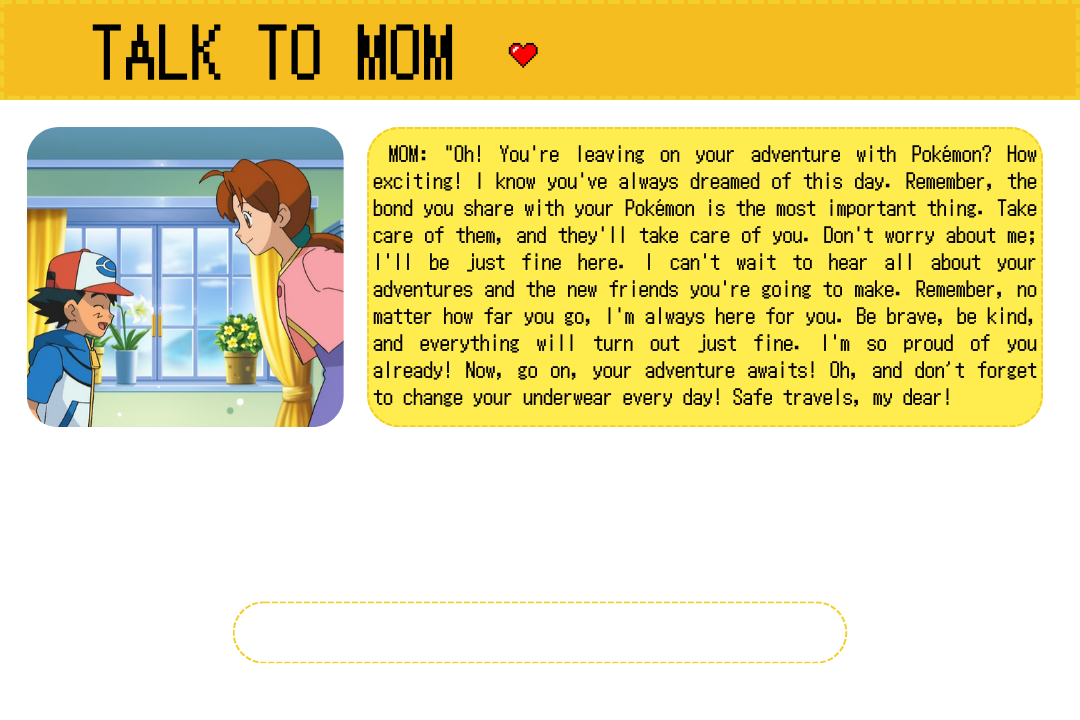 TALK TO MOM
MOM: "Oh! You're leaving on your adventure with Pokémon? How
exciting! I know you've always dreamed of this day. Remember, the
bond you share with your Pokémon is the most important thing. Take
care of them, and they'll take care of you. Don't worry about me;
I'll be just fine here. I can't wait to hear all about your
adventures and the new friends you're going to make. Remember, no
matter how far you go, I'm always here for you. Be brave, be kind,
and everything will turn out just fine. I'm so proud of you
already! Now, go on, your adventure awaits! Oh, and don't forget
to change your underwear every day! Safe travels, my dear!